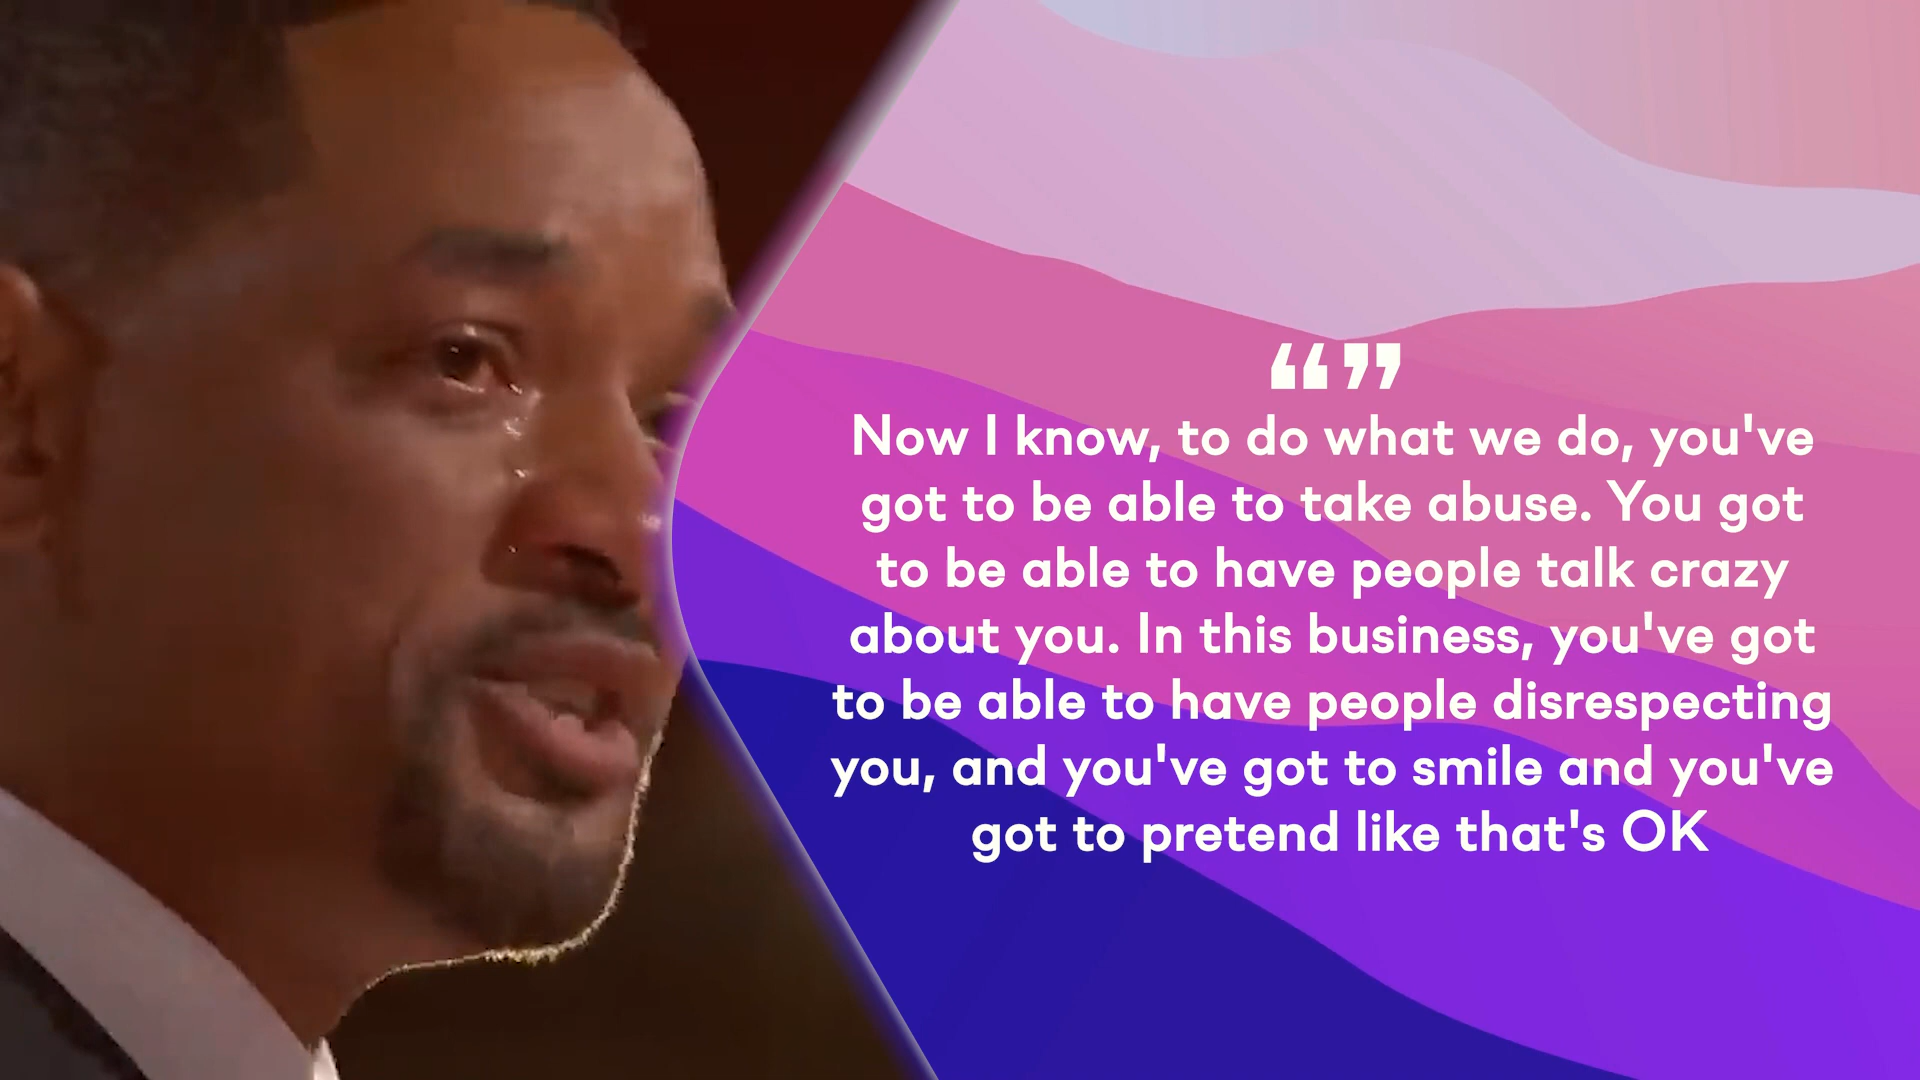 “”
Now I know, to do what we do, you've
got to be able to take abuse. You got
to be able to have people talk crazy
about you. In this business, you've got
to be able to have people disrespecting
you, and you've got to smile and you've
got to pretend like that's OK